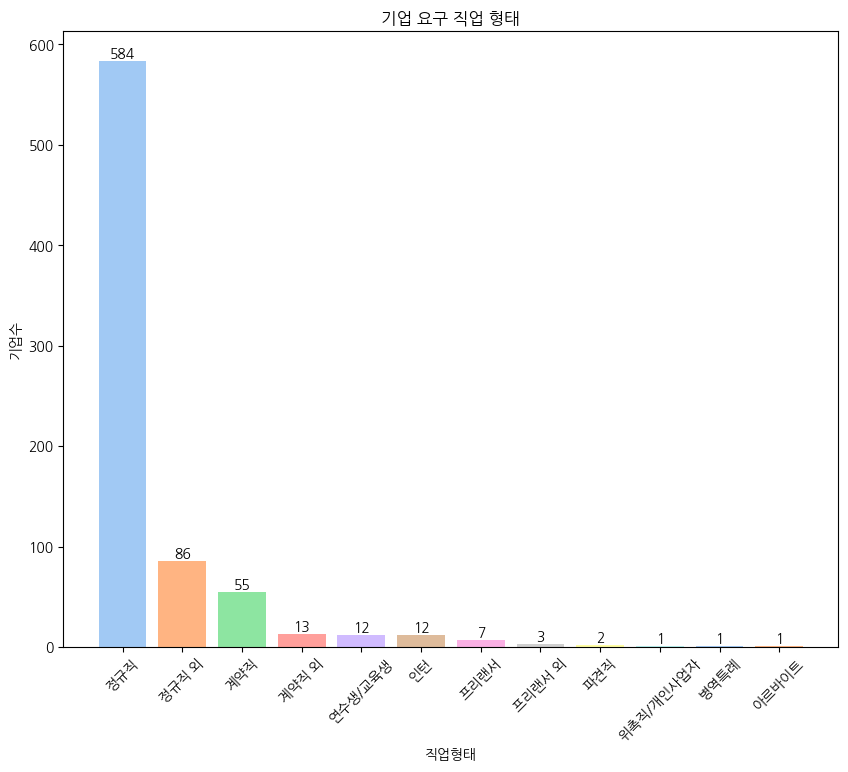 기업 요구 직업 형태
기업수
600
500
400
300
200
100
0
584
86
55
13
12
12
7
3
2
1
1
1
정규직
정규직 외
계약직
계약직 외
연수생/교육생
인턴
프리랜서
프리랜서 외
파견직
위촉직/개인사업자
병역특례
아르바이트
직업형태